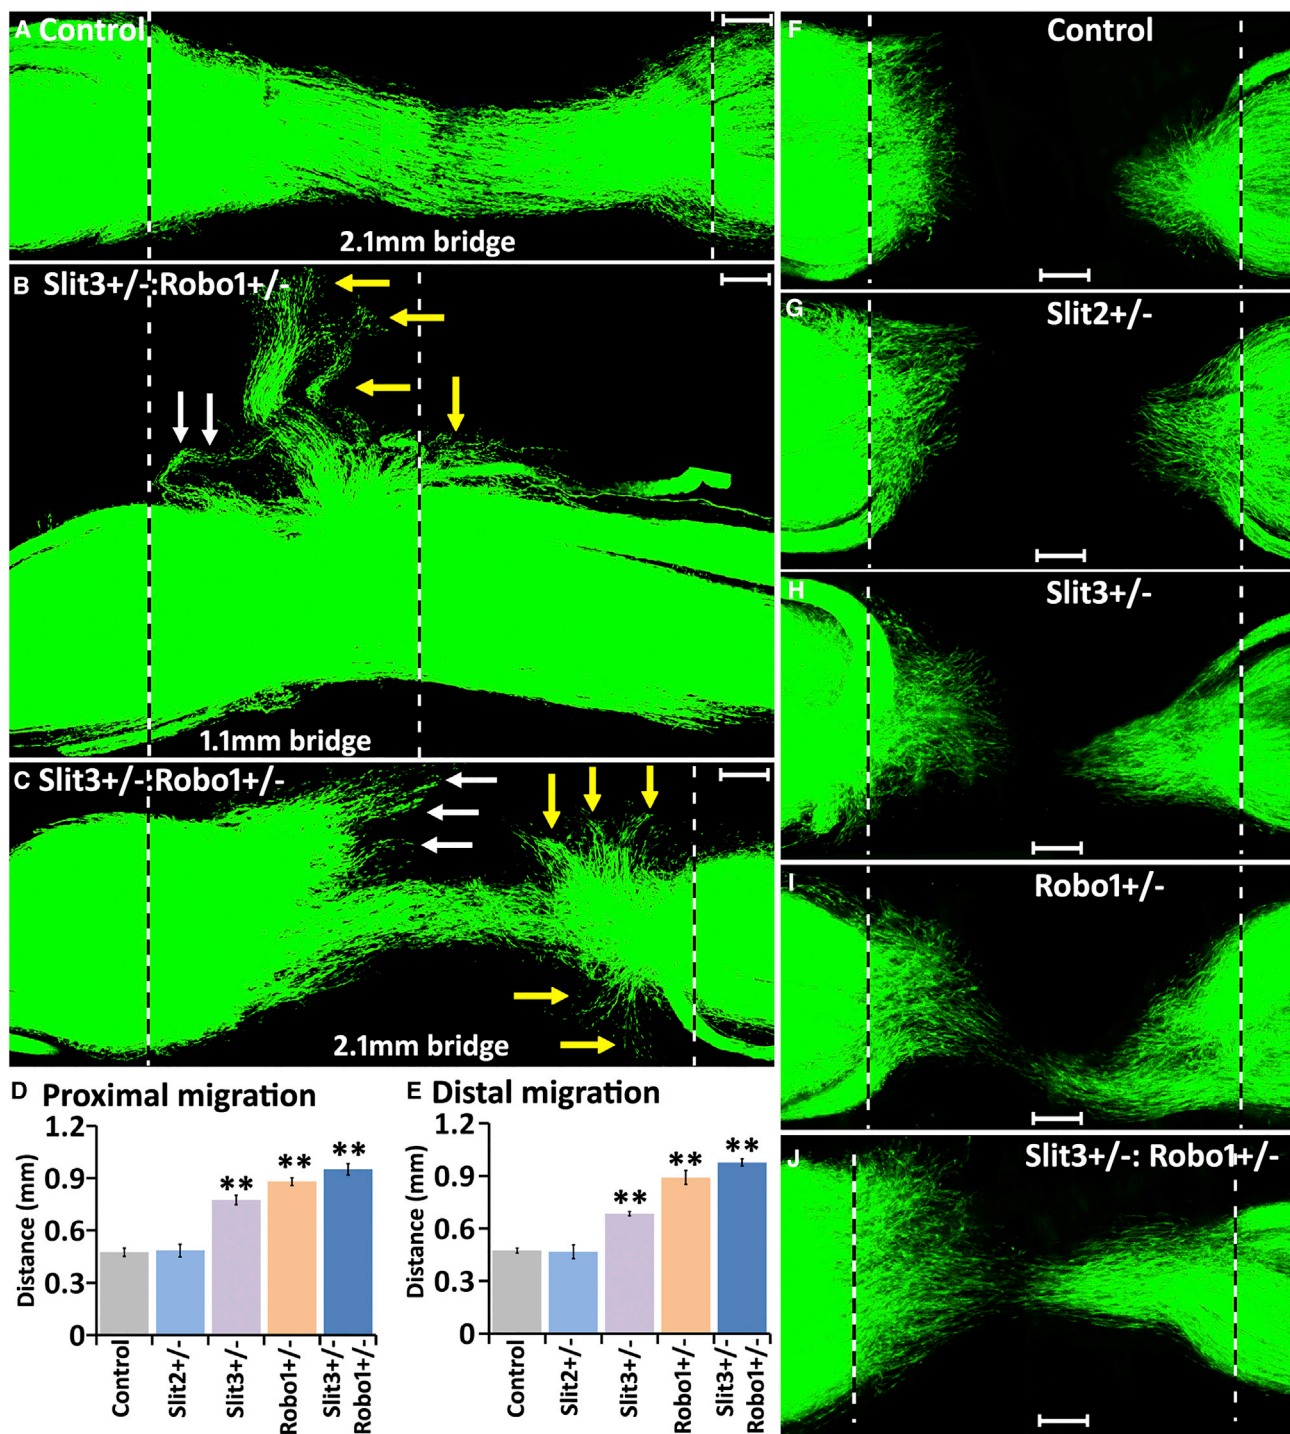 A Control
2.1mm bridge
B Slit3+/-:Robo1+/-
1.1mm bridge
C Slit3+/-:Robo1+/-
2.1mm bridge
D Proximal migration
Distance (mm)
1.2
0.9
0.6
0.3
0
**
**
**
Control
Slit2+/-
Slit3+/-
Robo1+/-
Slit3+/-
Robo1+/-
E Distal migration
Distance (mm)
1.2
0.9
0.6
0.3
0
**
**
**
Control
Slit2+/-
Slit3+/-
Robo1+/-
Slit3+/-
Robo1+/-
F Control
G Slit2+/-
H Slit3+/-
I Robo1+/-
J Slit3+/-: Robo1+/-